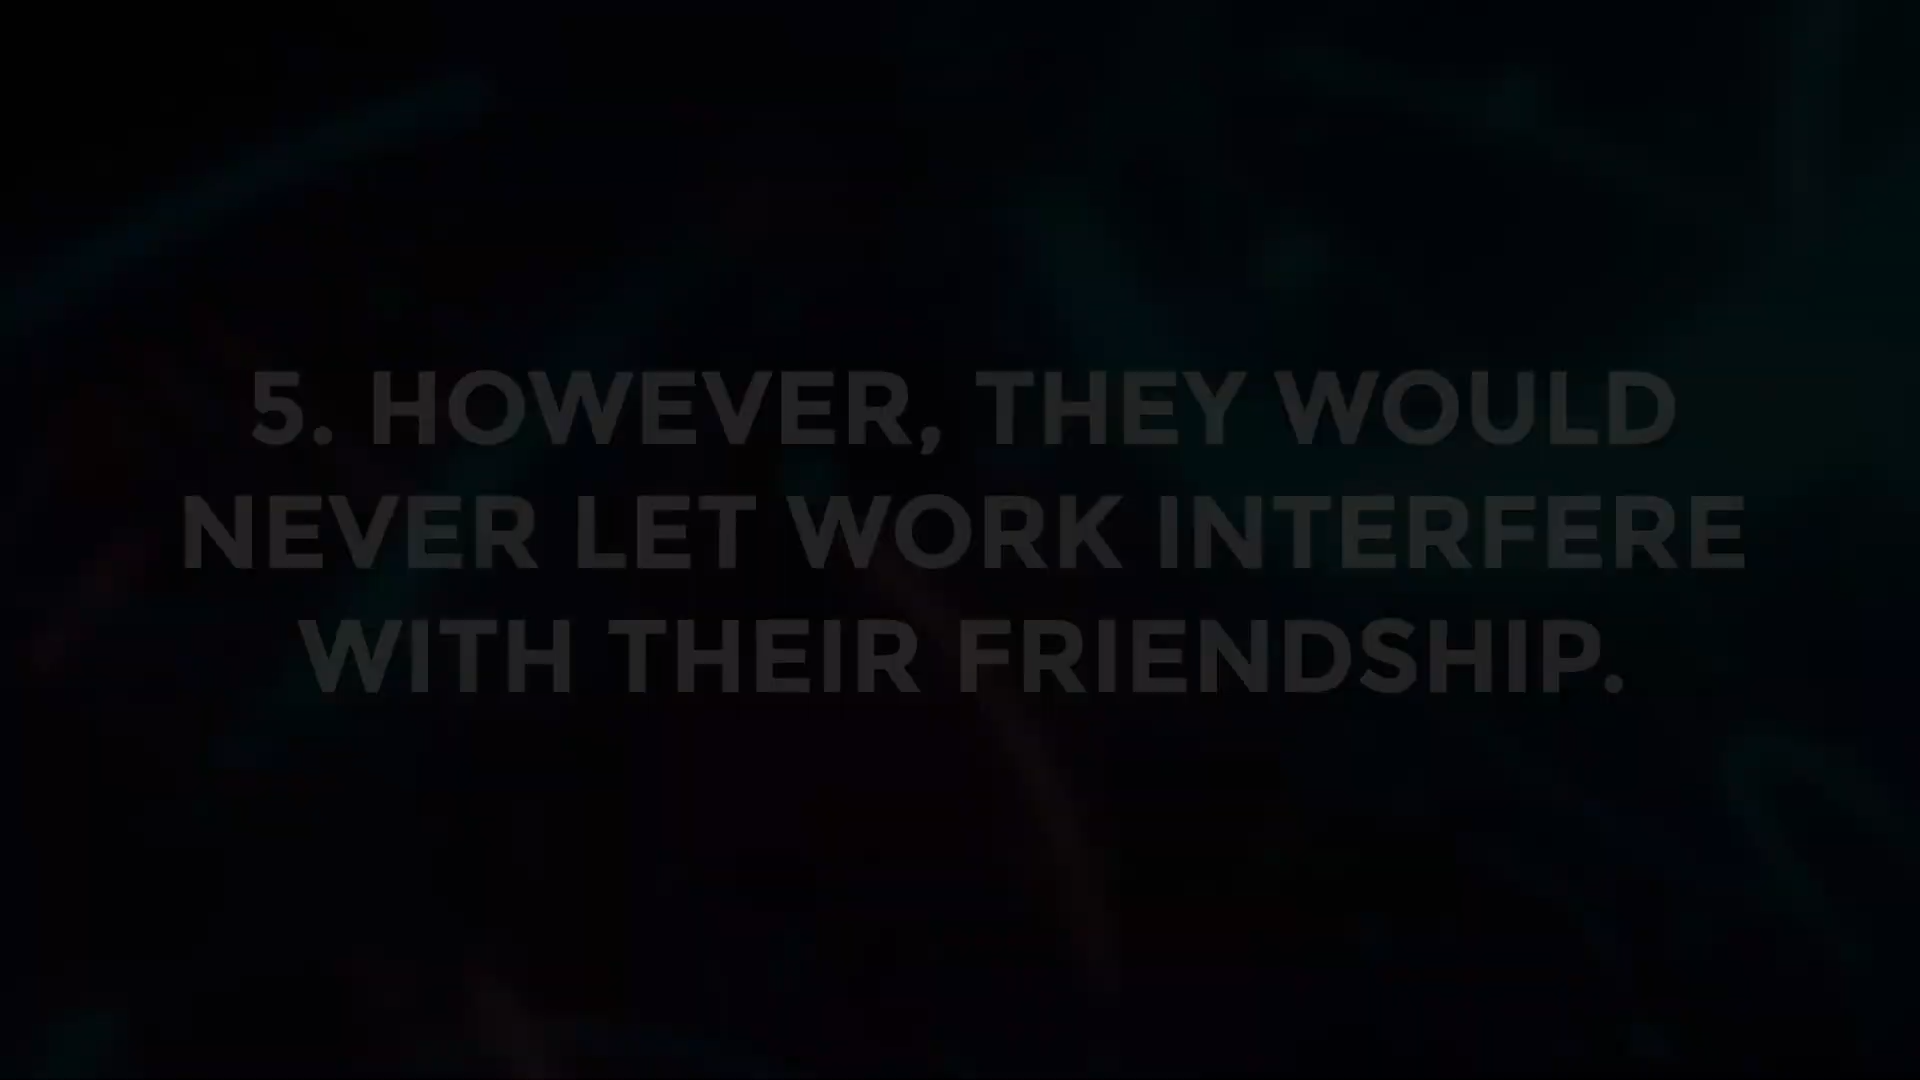 5. HOWEVER, THEY WOULD
NEVER LET WORK INTERFERE
WITH THEIR FRIENDSHIP.